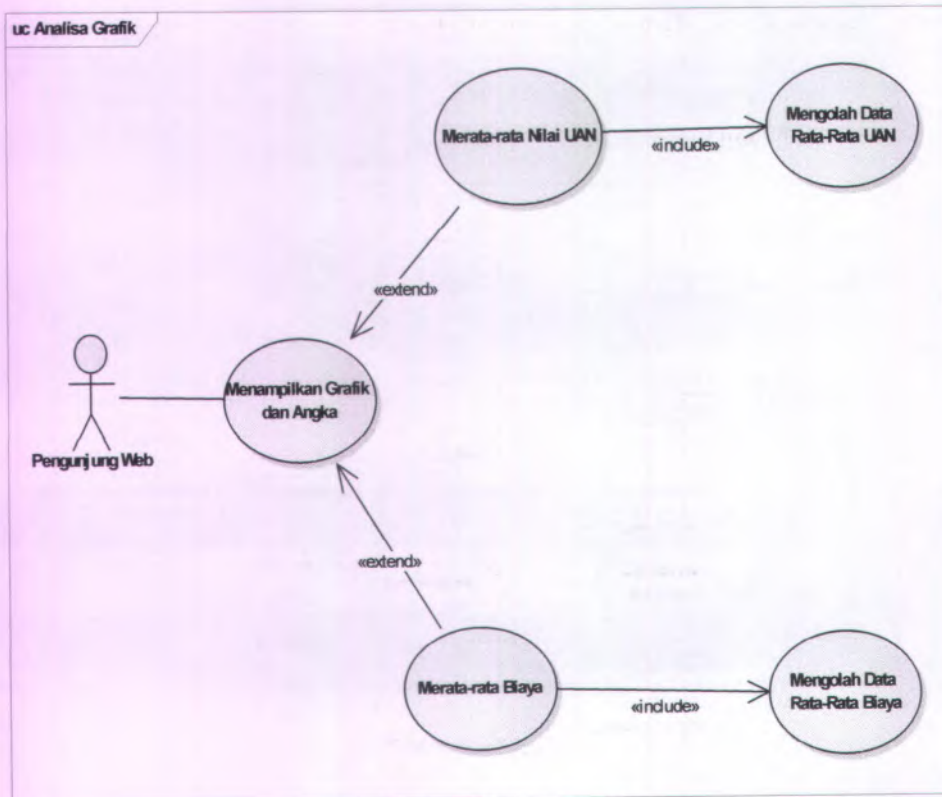 uc Analisa Grafik
Merata-rata Nilai UAN
«include»
Mengolah Data
Rata-Rata UAN
«extend»
Pengunjung Web
Menampilkan Grafik
dan Angka
«extend»
Merata-rata Biaya
«include»
Mengolah Data
Rata-Rata Biaya